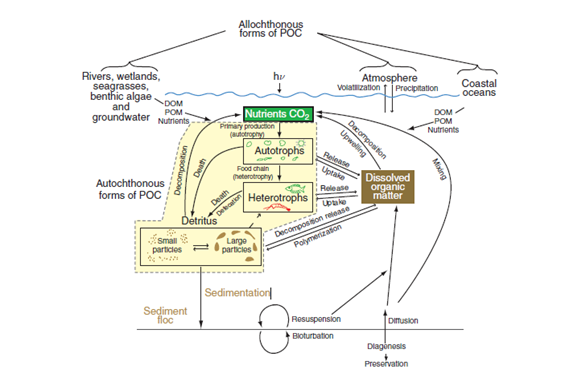 Allochthonous
forms of POC
Rivers, wetlands,
seagrasses,
benthic algae
and
groundwater
hν
Atmosphere
Volatilization
Precipitation
Coastal
oceans
DOM
POM
Nutrients
Nutrients CO2
DOM
POM
Nutrients
Primary production
(autotrophy)
Decomposition
Upwelling
Autotrophs
Release
Uptake
Mixing
Decomposition
Death
Food chain
(heterotrophy)
Autochthonous
forms of POC
Heterotrophs
Release
Uptake
Dissolved
organic
matter
Death
Defecation
Detritus
Decomposition release
Polymerization
Small
particles
Large
particles
Sedimentation
Sediment
floc
Resuspension
Bioturbation
Diffusion
Diagenesis
Preservation